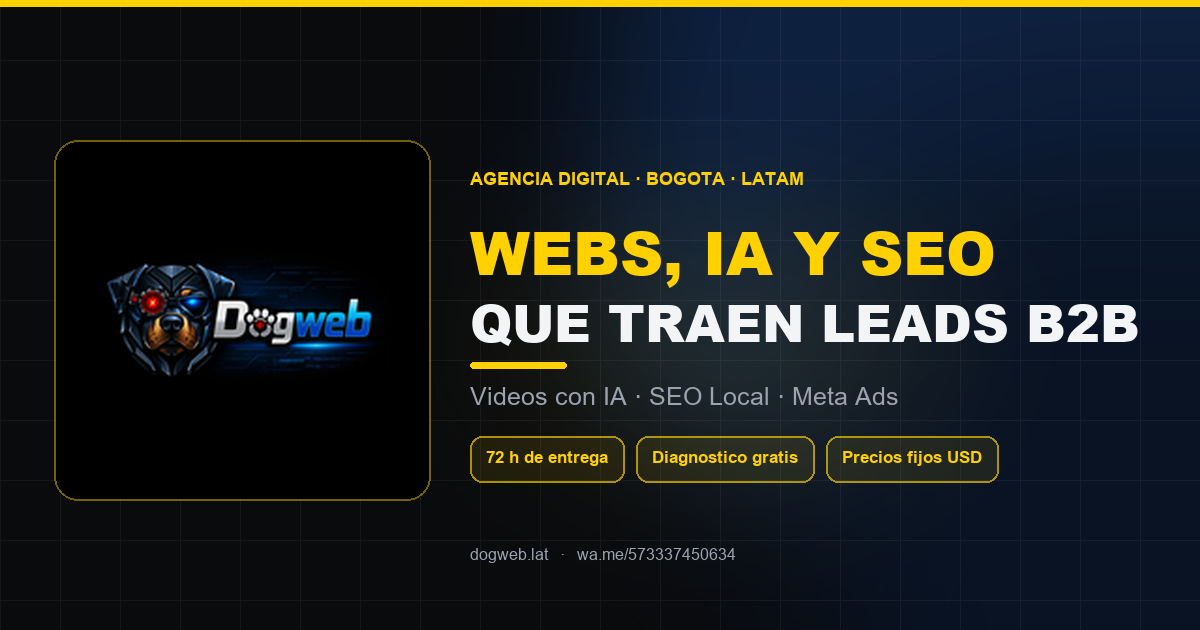 Dogweb
AGENCIA DIGITAL · BOGOTA · LATAM
WEBS, IA Y SEO
QUE TRAEN LEADS B2B
Videos con IA · SEO Local · Meta Ads
72 h de entrega
Diagnostico gratis
Precios fijos USD
dogweb.lat · wa.me/573337450634